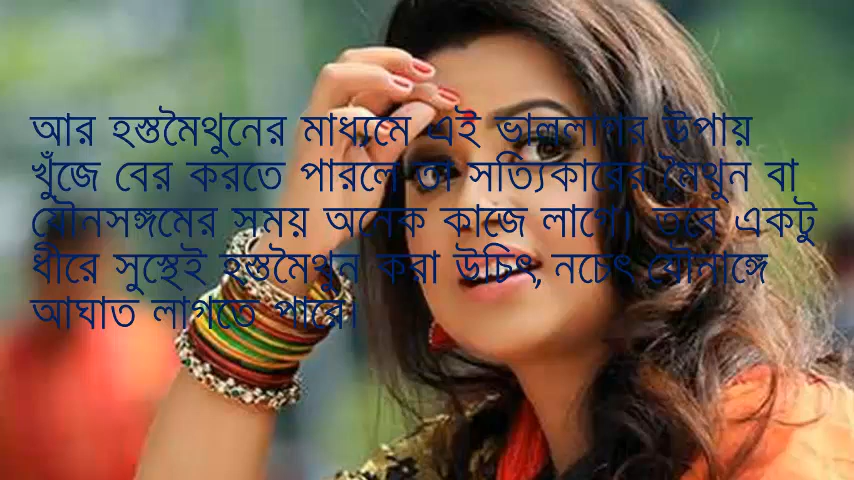 আর হস্তমৈথুনের মাধ্যমে এই ভাললাগার উপায়
খুঁজে বের করতে পারলে তা সত্যিকারের মৈথুন বা
যৌনসঙ্গমের সময় অনেক কাজে লাগে। তবে একটু
ধীরে সুস্থেই হস্তমৈথুন করা উচিৎ, নচেৎ যৌনাঙ্গে
আঘাত লাগতে পারে।